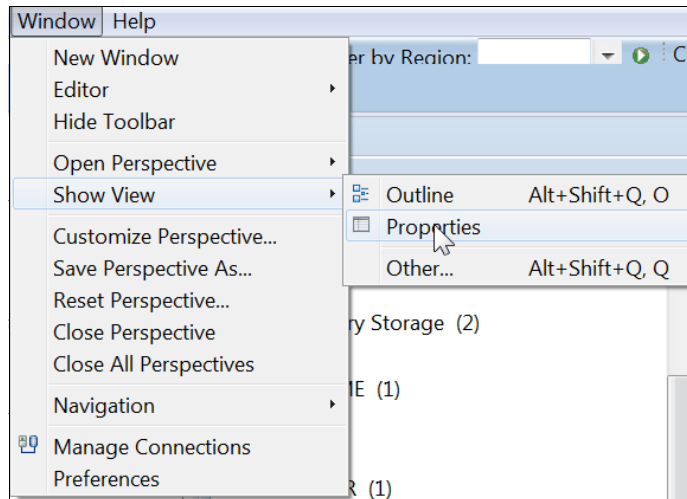 Window Help
New Window
er by Region:
C
Editor
Hide Toolbar
Open Perspective
Show View
Outline Alt+Shift+Q, O
Properties
Customize Perspective...
Other... Alt+Shift+Q, Q
Save Perspective As...
Reset Perspective...
ry Storage (2)
Close Perspective
Close All Perspectives
IE (1)
Navigation
Manage Connections
Preferences
R (1)